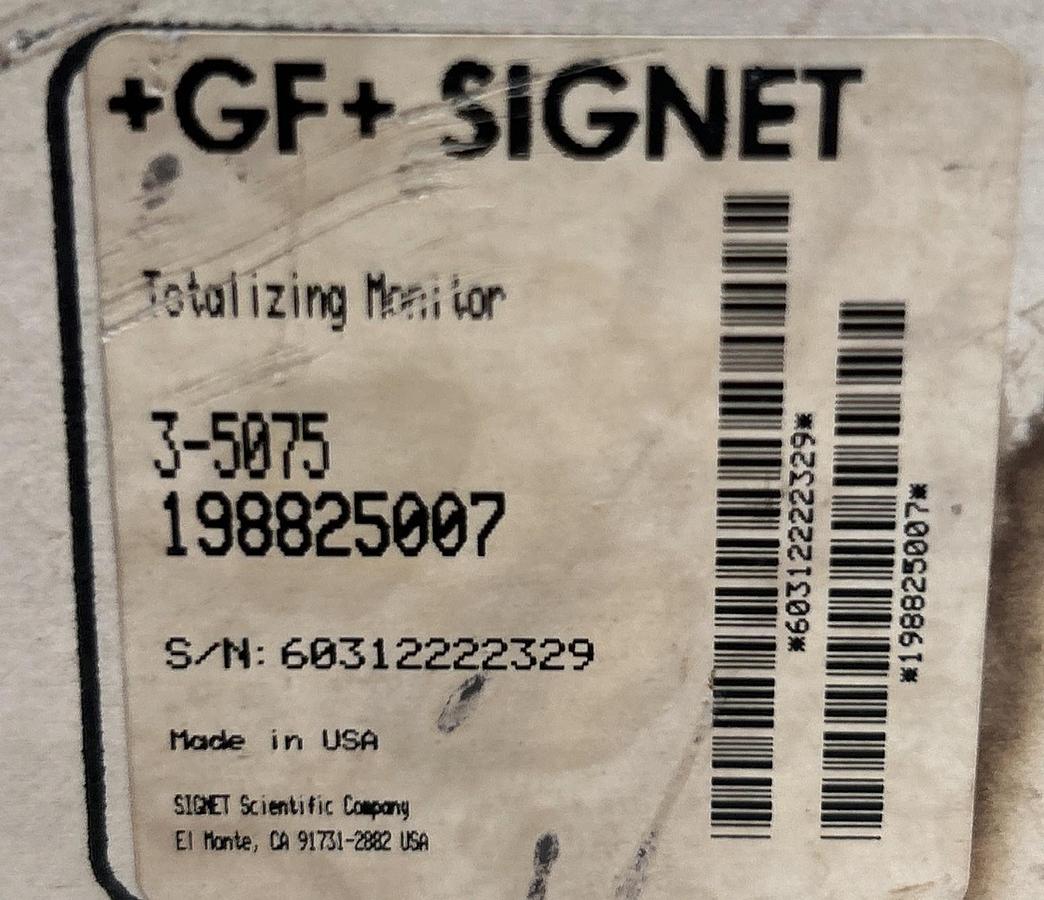 +GF+ SIGNET
Totalizing Monitor
3-5075
198825007
S/N: 60312222329
Made in USA
SIGNET Scientific Company
El Monte, CA 91731-2882 USA
*60312222329*
*198825007*